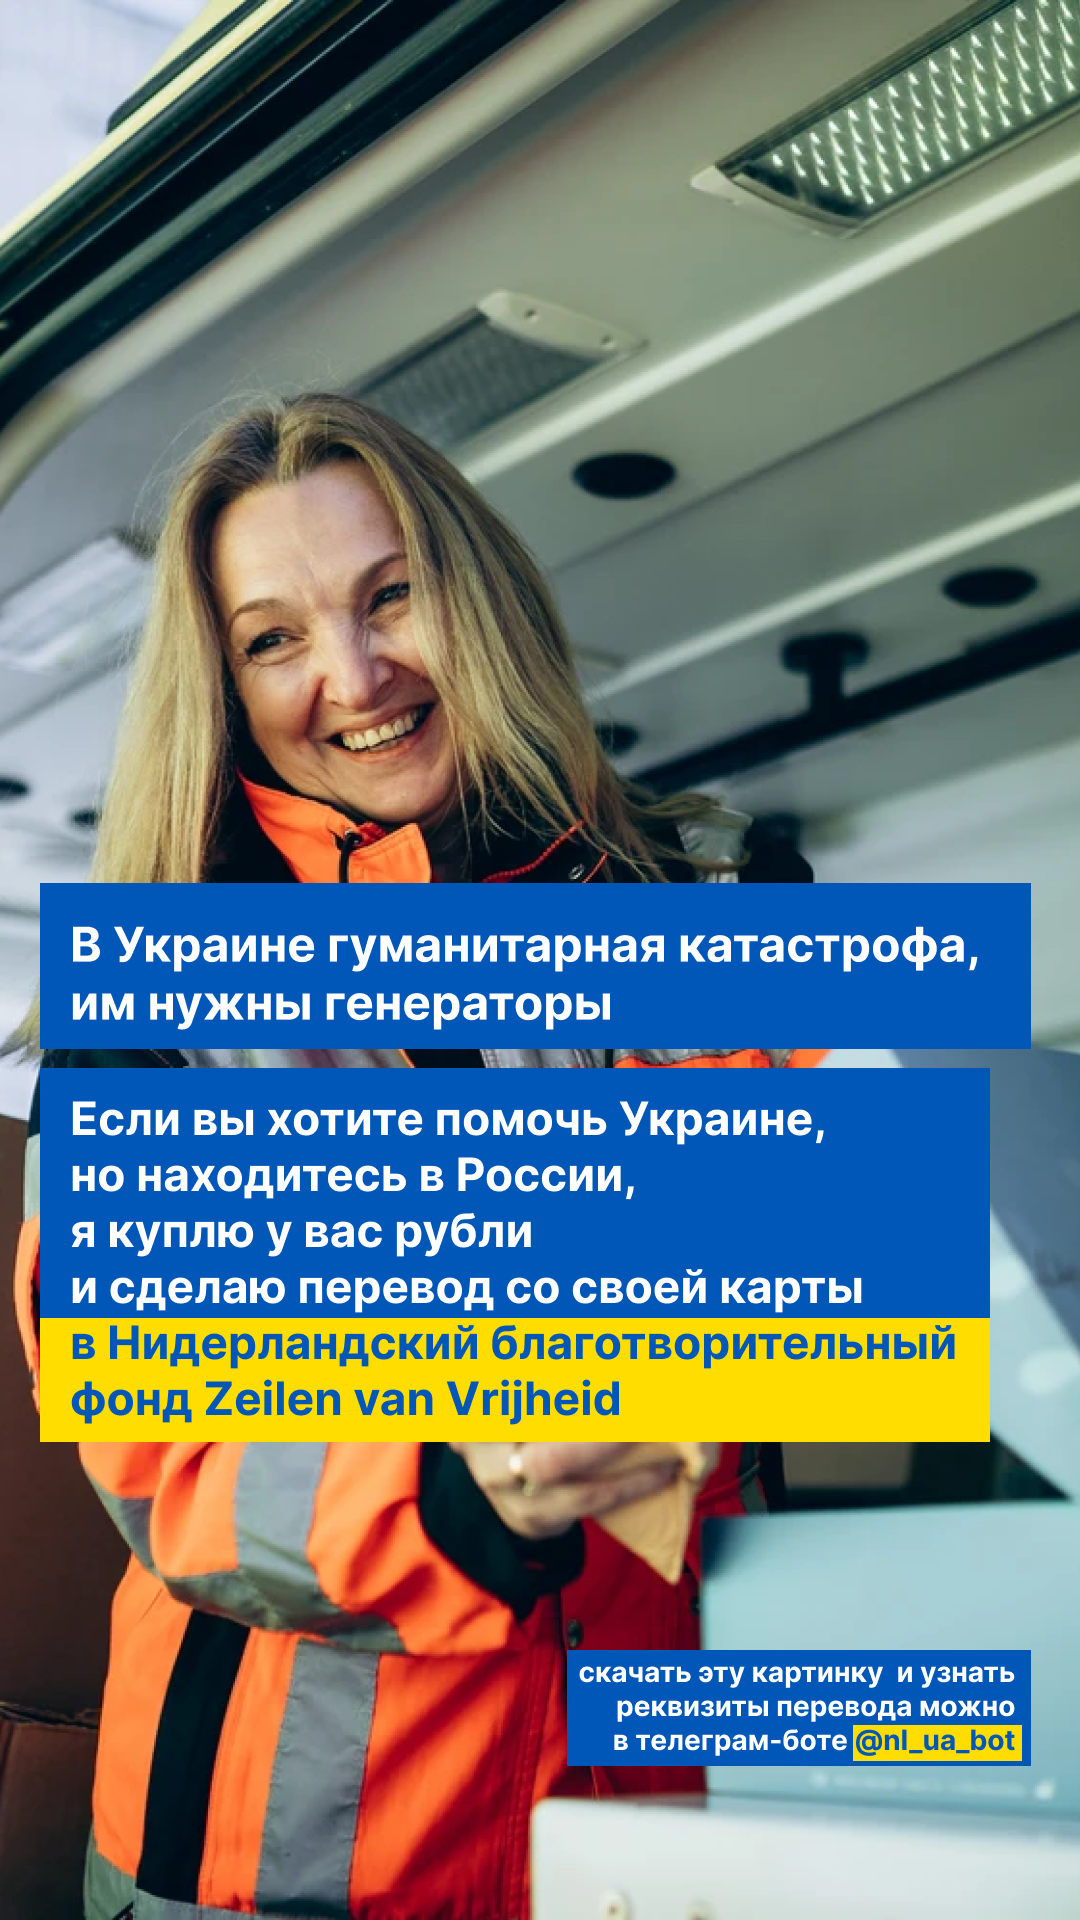 В Украине гуманитарная катастрофа,
им нужны генераторы
Если вы хотите помочь Украине,
но находитесь в России,
я куплю у вас рубли
и сделаю перевод со своей карты
в Нидерландский благотворительный
фонд Zeilen van Vrijheid
скачать эту картинку и узнать
реквизиты перевода можно
в телеграм-боте @nl_ua_bot